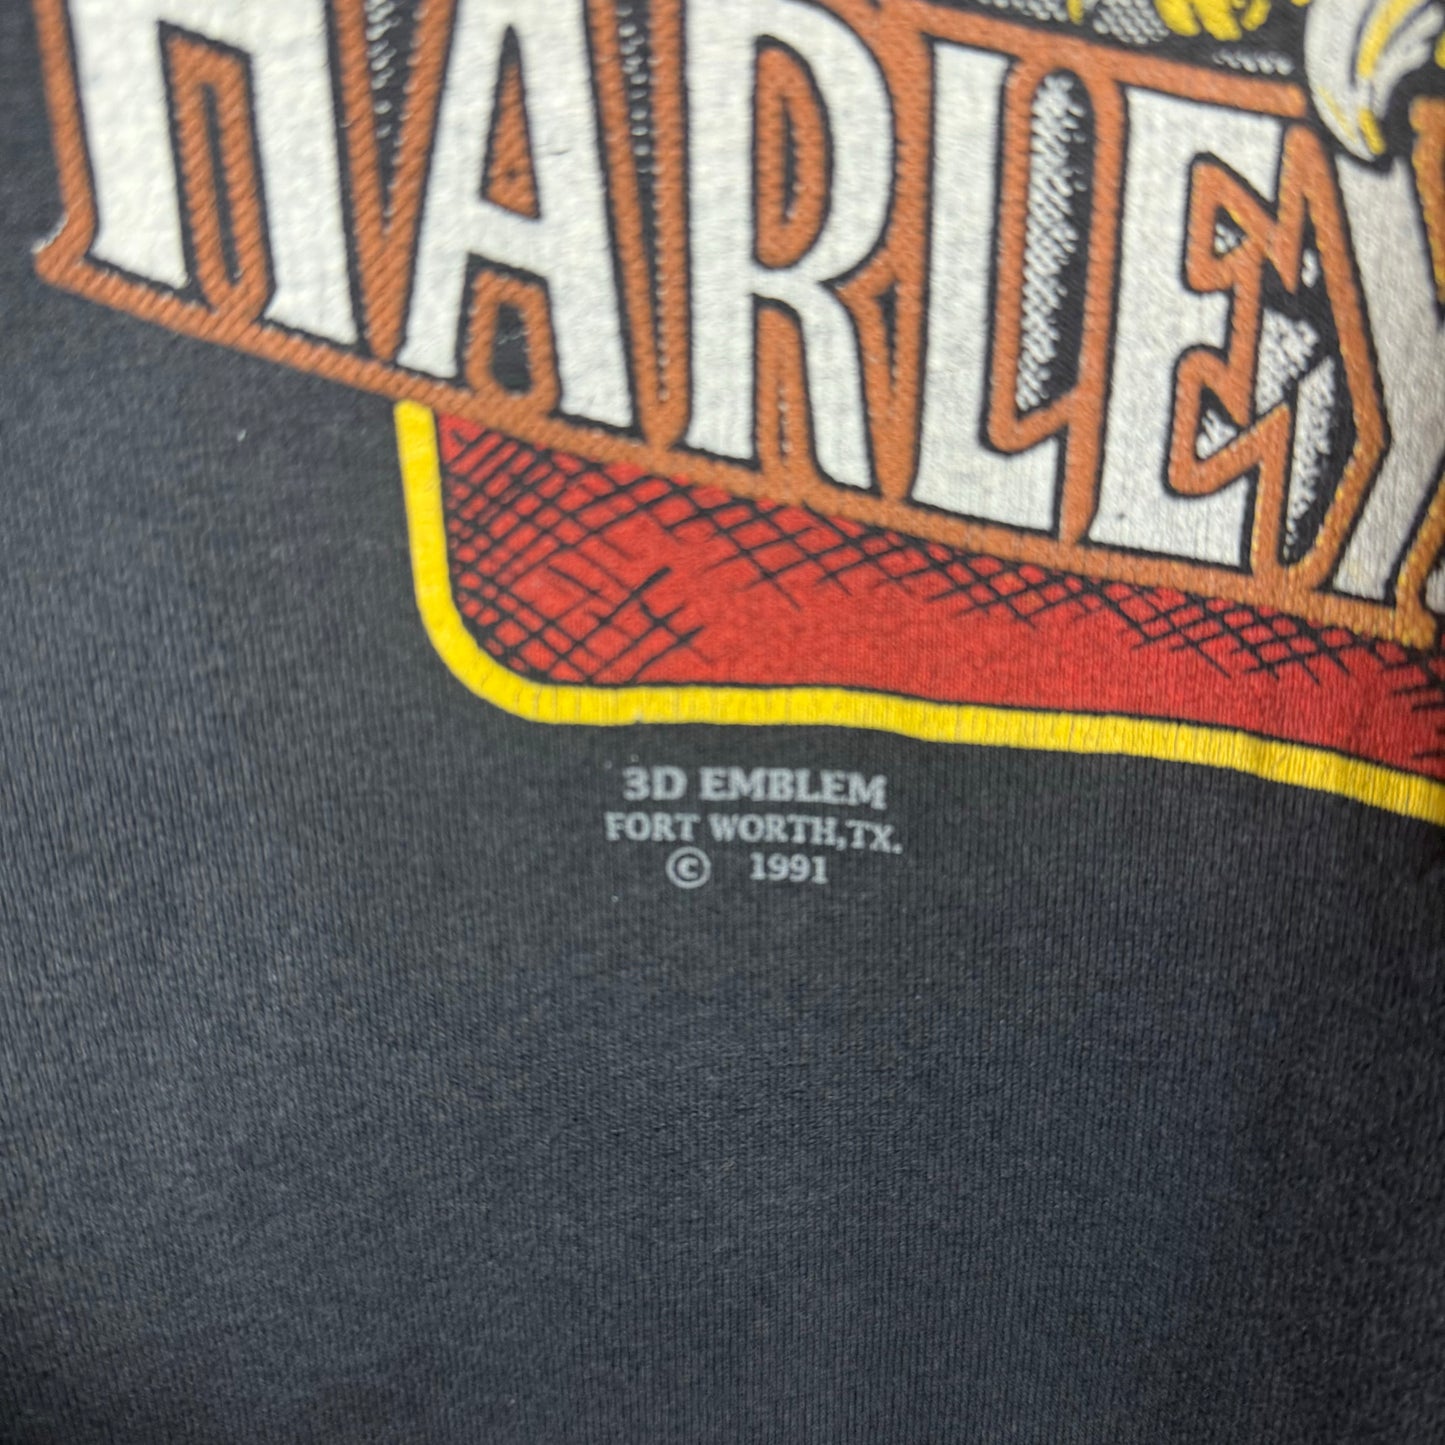 HARLEY
3D EMBLEM
FORT WORTH,TX.
© 1991